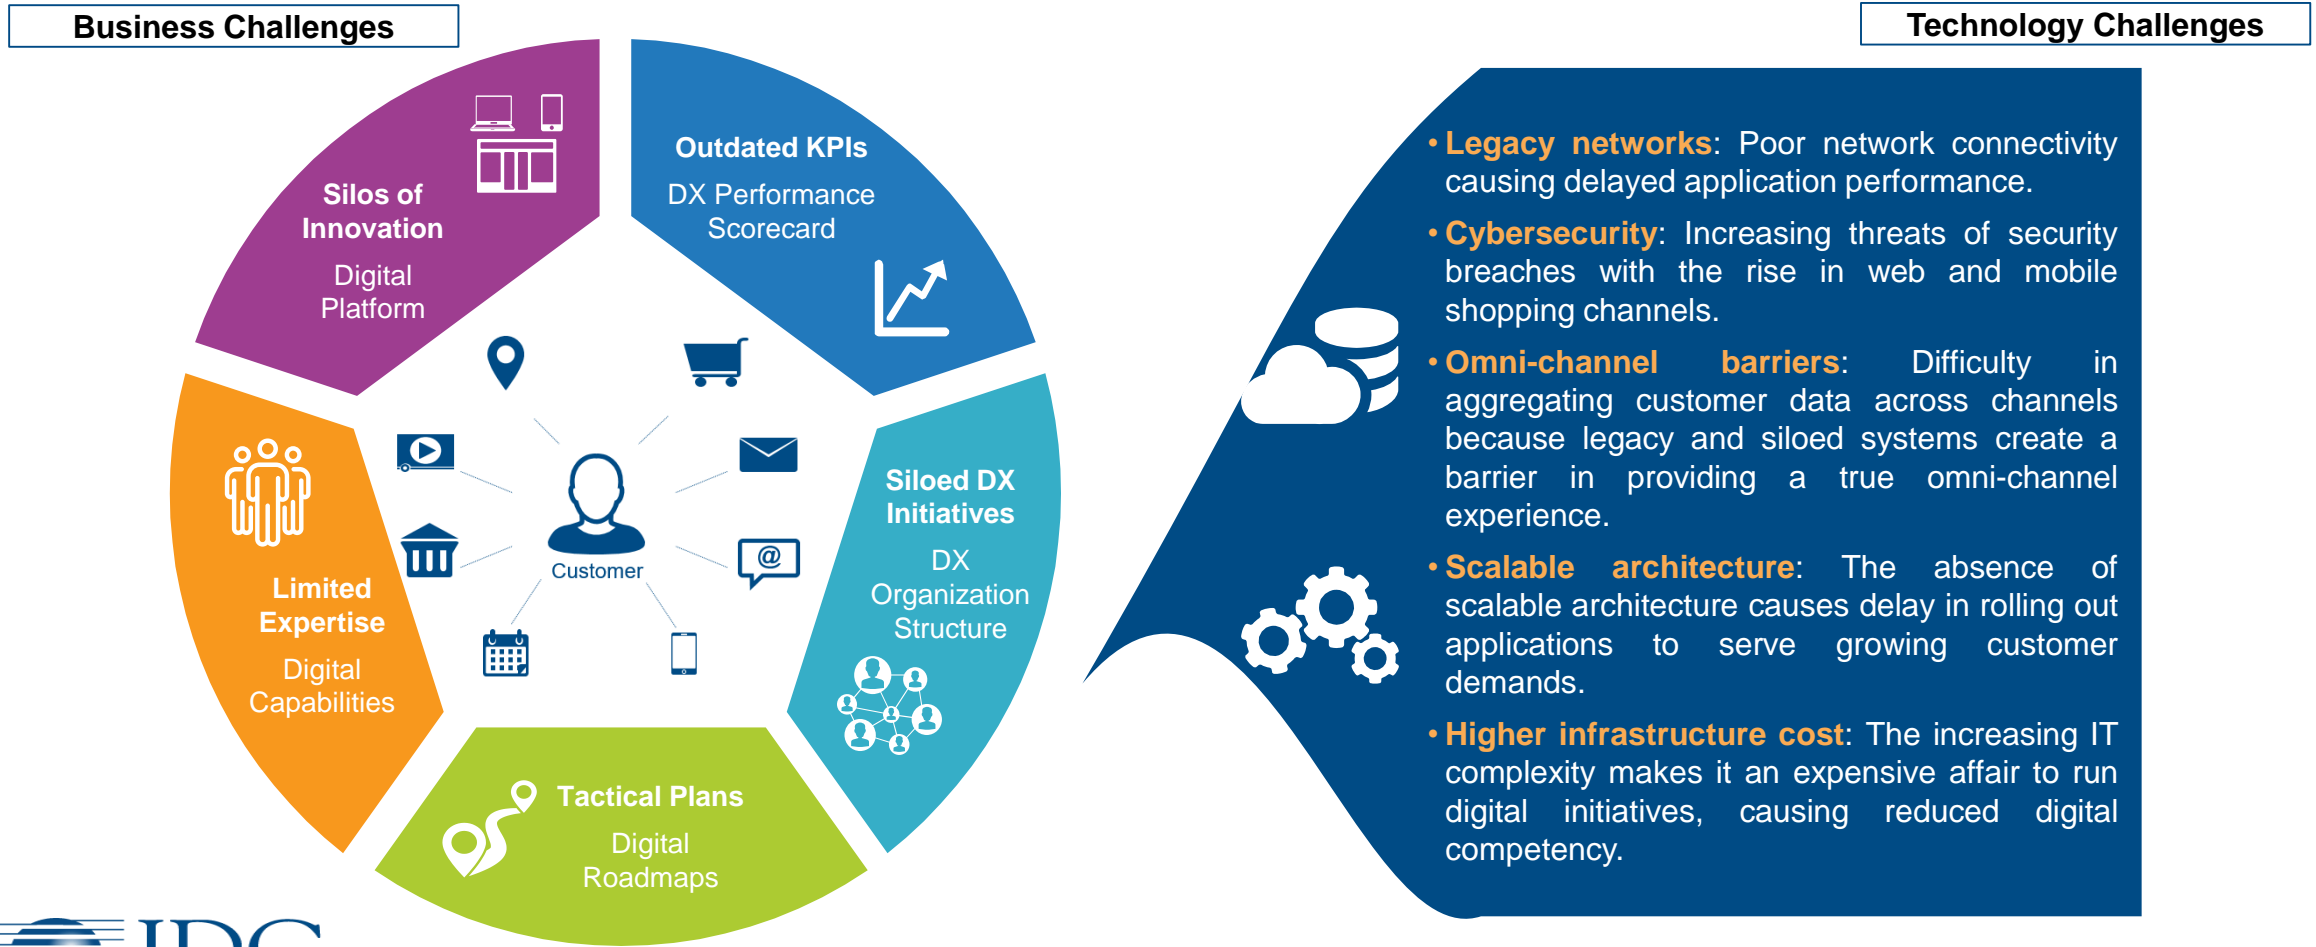 Business Challenges
Technology Challenges
Silos of
Innovation
Digital
Platform
Outdated KPIs
DX Performance
Scorecard
Siloed DX
Initiatives
DX
Organization
Structure
Tactical Plans
Digital
Roadmaps
Limited
Expertise
Digital
Capabilities
@
Customer
• Legacy networks: Poor network connectivity
causing delayed application performance.
• Cybersecurity: Increasing threats of security
breaches with the rise in web and mobile
shopping channels.
• Omni-channel barriers: Difficulty in
aggregating customer data across channels
because legacy and siloed systems create a
barrier in providing a true omni-channel
experience.
• Scalable architecture: The absence of
scalable architecture causes delay in rolling out
applications to serve growing customer
demands.
• Higher infrastructure cost: The increasing IT
complexity makes it an expensive affair to run
digital initiatives, causing reduced digital
competency.
IDC